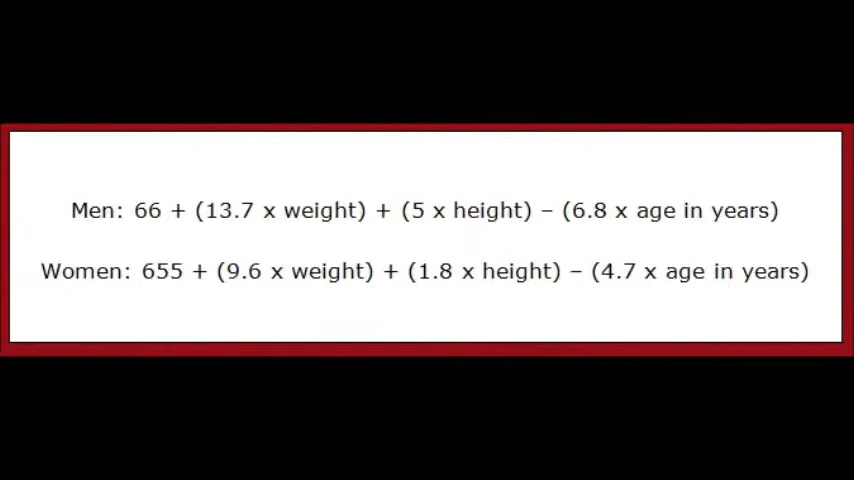 Men: 66 + (13.7 x weight) + (5 x height) – (6.8 x age in years)
Women: 655 + (9.6 x weight) + (1.8 x height) – (4.7 x age in years)